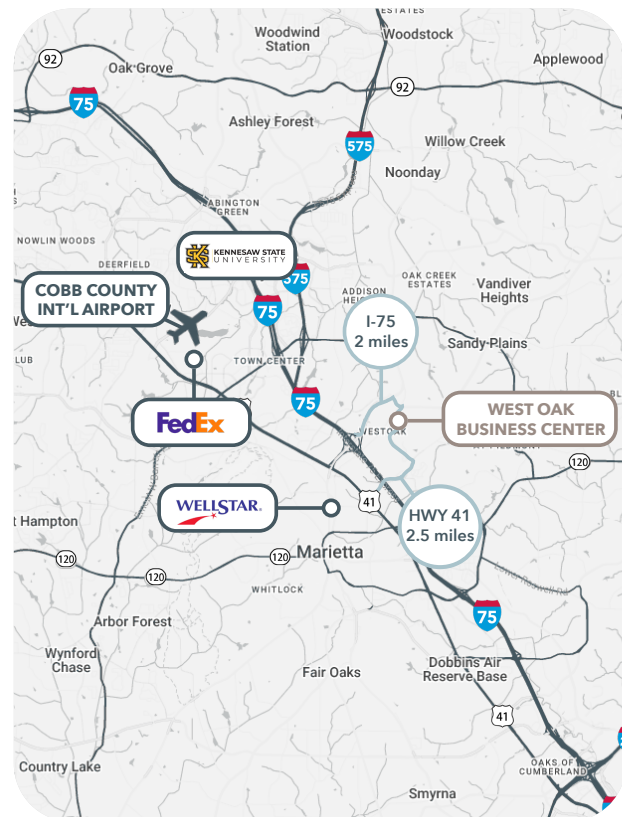 ESTATES
Woodwind
Station
Woodstock
92
Oak Grove
Applewood
75
92
Ashley Forest
575
Willow Creek
Noonday
ABINGTON
GREEN
NOWLIN WOODS
KS
KENNESAW STATE
UNIVERSITY
DEERFIELD
575
OAK CREEK
ESTATES
ADDISON
Vandiver
Heights
COBB COUNTY
INT'L AIRPORT
75
I-75
2 miles
Sandy Plains
LUB
TOWN CENTER
75
FedEx
WEST OAK
BUSINESS CENTER
WESTOAK
120
WELLSTAR
41
HWY 41
2.5 miles
t Hampton
120
120
120
Marietta
WHITLOCK
75
Arbor Forest
Wynford
Chase
Fair Oaks
Dobbins Air
Reserve Base
41
Country Lake
OAKS OF
CUMBERLAND
Smyrna